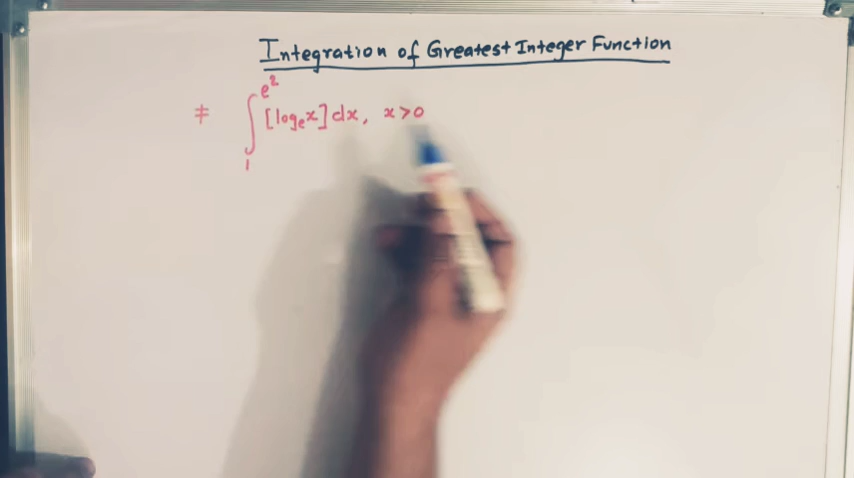 Integration of Greatest Integer Function
# ∫₁^{e²} [logₑx]dx, x>0